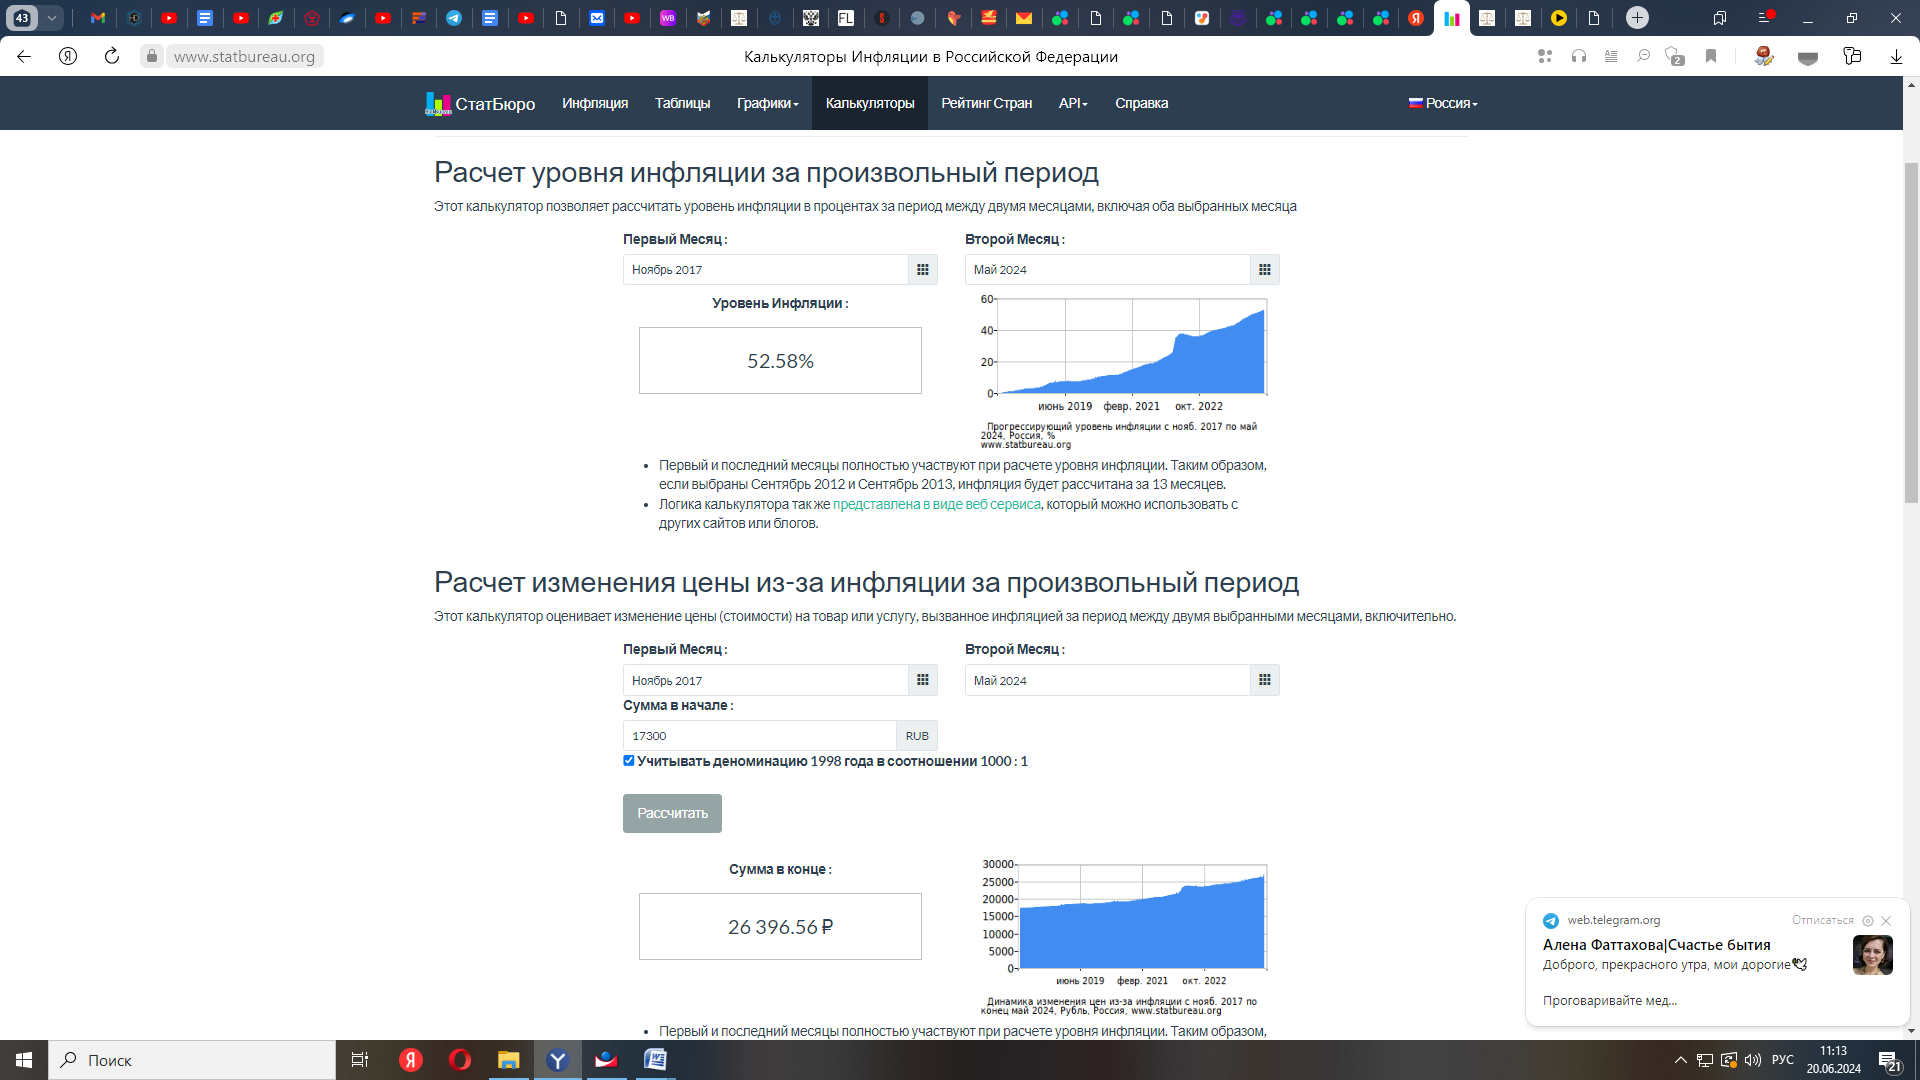 43
www.statbureau.org
Калькуляторы Инфляции в Российской Федерации
2
СтатБюро
Инфляция
Таблицы
Графики
Калькуляторы
Рейтинг Стран
API
Справка
Россия
Расчет уровня инфляции за произвольный период
Этот калькулятор позволяет рассчитать уровень инфляции в процентах за период между двумя месяцами, включая оба выбранных месяца
Первый Месяц :
Второй Месяц :
Ноябрь 2017
Май 2024
Уровень Инфляции :
52.58%
60
40
20
0
июнь 2019 февр. 2021 окт. 2022
Прогрессирующий уровень инфляции с нояб. 2017 по май
2024, Россия, %
www.statbureau.org
Первый и последний месяцы полностью участвуют при расчете уровня инфляции. Таким образом,
если выбраны Сентябрь 2012 и Сентябрь 2013, инфляция будет рассчитана за 13 месяцев.
Логика калькулятора так же представлена в виде веб сервиса, который можно использовать с
других сайтов или блогов.
Расчет изменения цены из-за инфляции за произвольный период
Этот калькулятор оценивает изменение цены (стоимости) на товар или услугу, вызванное инфляцией за период между двумя выбранными месяцами, включительно.
Первый Месяц :
Второй Месяц :
Ноябрь 2017
Май 2024
Сумма в начале :
17300
RUB
Учитывать деноминацию 1998 года в соотношении 1000 : 1
Рассчитать
Сумма в конце :
26 396.56 ₽
30000
25000
20000
15000
10000
5000
0
июнь 2019 февр. 2021 окт. 2022
Динамика изменения цен из-за инфляции с нояб. 2017 по
конец май 2024, Рубль, Россия, www.statbureau.org
Первый и последний месяцы полностью участвуют при расчете уровня инфляции. Таким образом,
web.telegram.org
Отписаться
Алена Фаттахова|Счастье бытия
Доброго, прекрасного утра, мои дорогие🕊
Проговаривайте мед...
Поиск
РУС
11:13
20.06.2024
21